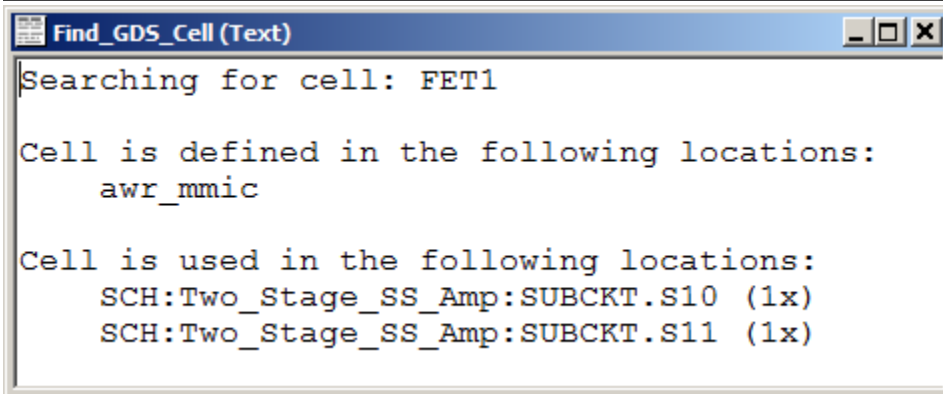 Find_GDS_Cell (Text)
Searching for cell: FET1
Cell is defined in the following locations:
awr_mmic
Cell is used in the following locations:
SCH:Two_Stage_SS_Amp:SUBCKT.S10 (1x)
SCH:Two_Stage_SS_Amp:SUBCKT.S11 (1x)